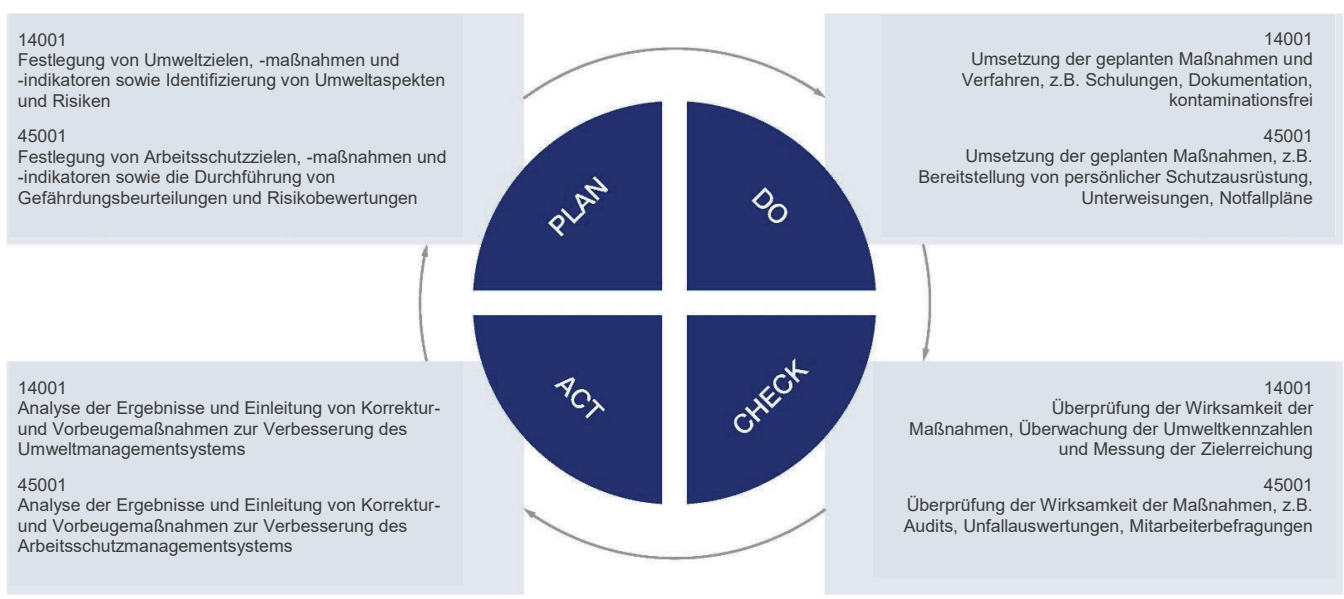 14001
Festlegung von Umweltzielen, -maßnahmen und
-indikatoren sowie Identifizierung von Umweltaspekten
und Risiken
45001
Festlegung von Arbeitsschutzzielen, -maßnahmen und
-indikatoren sowie die Durchführung von
Gefährdungsbeurteilungen und Risikobewertungen
14001
Umsetzung der geplanten Maßnahmen und
Verfahren, z.B. Schulungen, Dokumentation,
kontaminationsfrei
45001
Umsetzung der geplanten Maßnahmen, z.B.
Bereitstellung von persönlicher Schutzausrüstung,
Unterweisungen, Notfallpläne
PLAN
DO
ACT
CHECK
14001
Analyse der Ergebnisse und Einleitung von Korrektur-
und Vorbeugemaßnahmen zur Verbesserung des
Umweltmanagementsystems
45001
Analyse der Ergebnisse und Einleitung von Korrektur-
und Vorbeugemaßnahmen zur Verbesserung des
Arbeitsschutzmanagementsystems
14001
Überprüfung der Wirksamkeit der
Maßnahmen, Überwachung der Umweltkennzahlen
und Messung der Zielerreichung
45001
Überprüfung der Wirksamkeit der Maßnahmen, z.B.
Audits, Unfallauswertungen, Mitarbeiterbefragungen